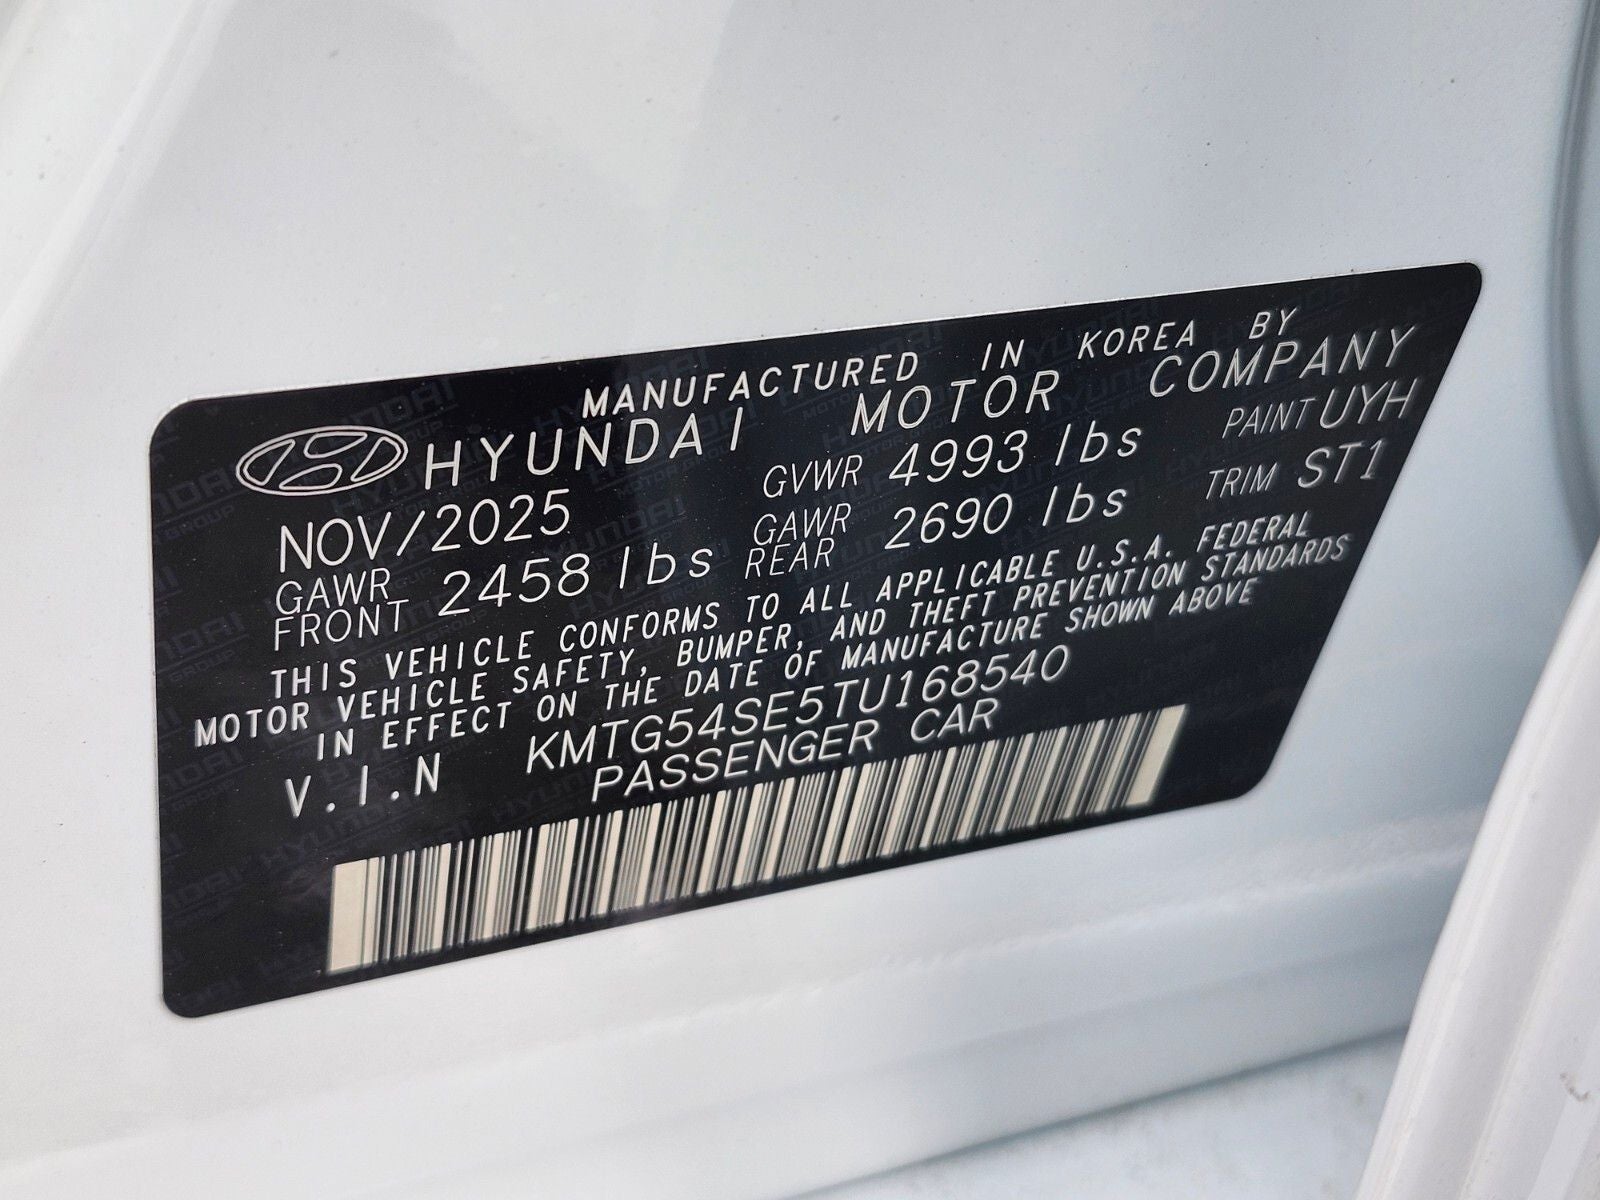 MANUFACTURED IN KOREA BY
HYUNDAI MOTOR COMPANY
NOV/2025 GVWR 4993 lbs PAINT UYH
GAWR FRONT 2458 lbs GAWR REAR 2690 lbs TRIM ST1
THIS VEHICLE CONFORMS TO ALL APPLICABLE U.S.A. FEDERAL
MOTOR VEHICLE SAFETY, BUMPER, AND THEFT PREVENTION STANDARDS
IN EFFECT ON THE DATE OF MANUFACTURE SHOWN ABOVE
V.I.N KMTG54SE5TU168540
PASSENGER CAR